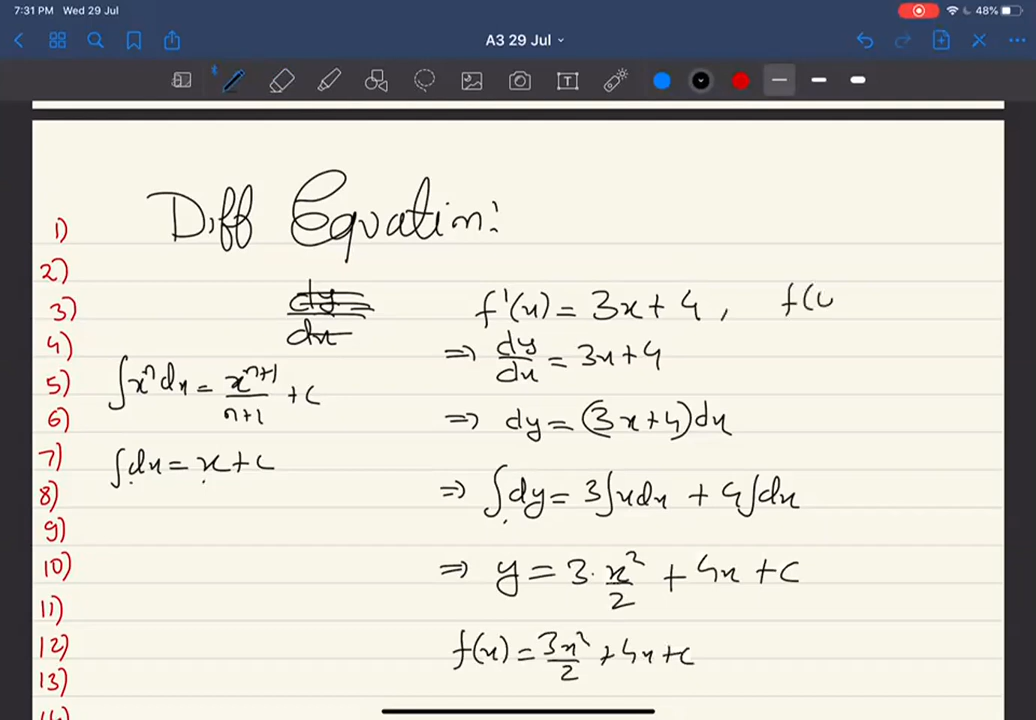 7:31 PM Wed 29 Jul
48%
A3 29 Jul
Diff Equation:
1)
2)
3)
4)
5)
6)
7)
8)
9)
10)
11)
12)
13)
14)
dy/dx =
∫xⁿdx = xⁿ⁺¹/n+1 + c
∫dx = x + c
f'(x) = 3x + 4 , f(
⇒ dy/dx = 3x + 4
⇒ dy = (3x + 4)dx
⇒ ∫dy = 3∫xdx + 4∫dx
⇒ y = 3·x²/2 + 4x + c
f(x) = 3x²/2 + 4x + c